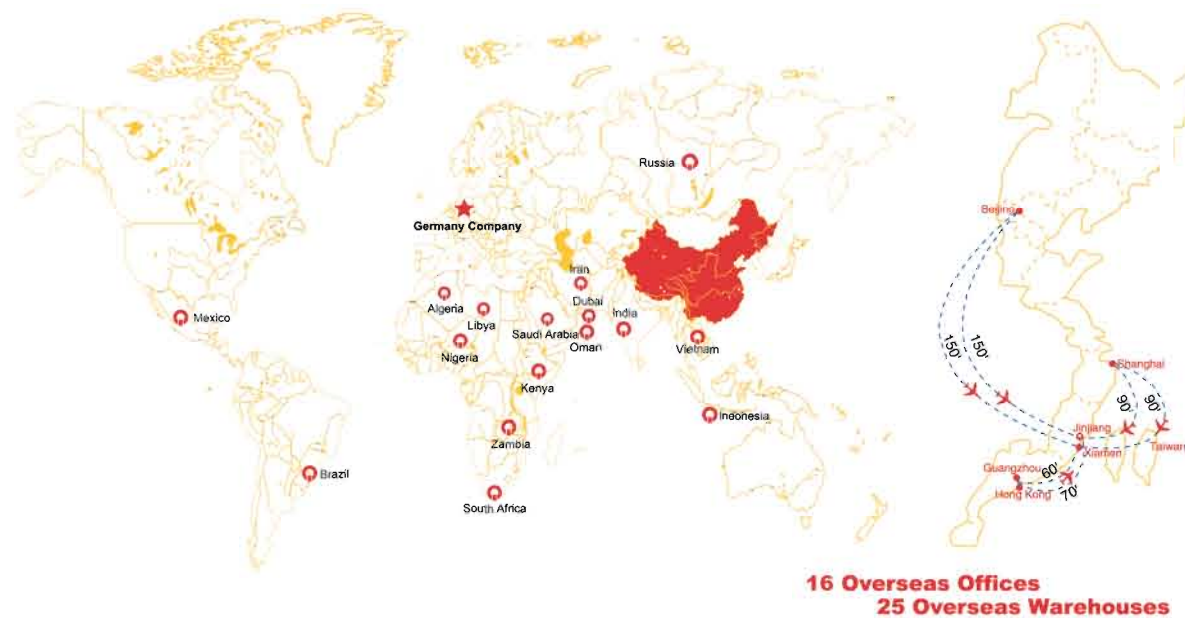 Russia
Germany Company
Iran
Algeria
Dubai
Libya
India
Mexico
Saudi Arabia
Oman
Nigeria
Vietnam
Kenya
Indonesia
Zambia
Brazil
South Africa
Beijing
150'
150'
Shanghai
90'
90'
Jinjiang
Taiwan
Xiamen
Guangzhou
60'
Hong Kong
70'
16 Overseas Offices
25 Overseas Warehouses